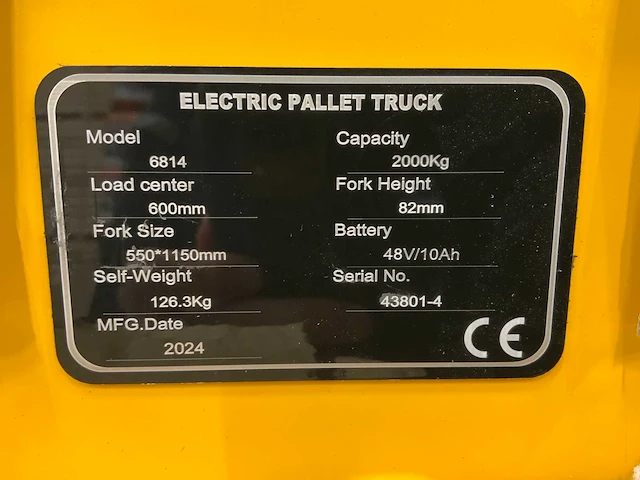 ELECTRIC PALLET TRUCK
Model
6814
Capacity
2000Kg
Load center
600mm
Fork Height
82mm
Fork Size
550*1150mm
Battery
48V/10Ah
Self-Weight
126.3Kg
Serial No.
43801-4
MFG.Date
2024
CE